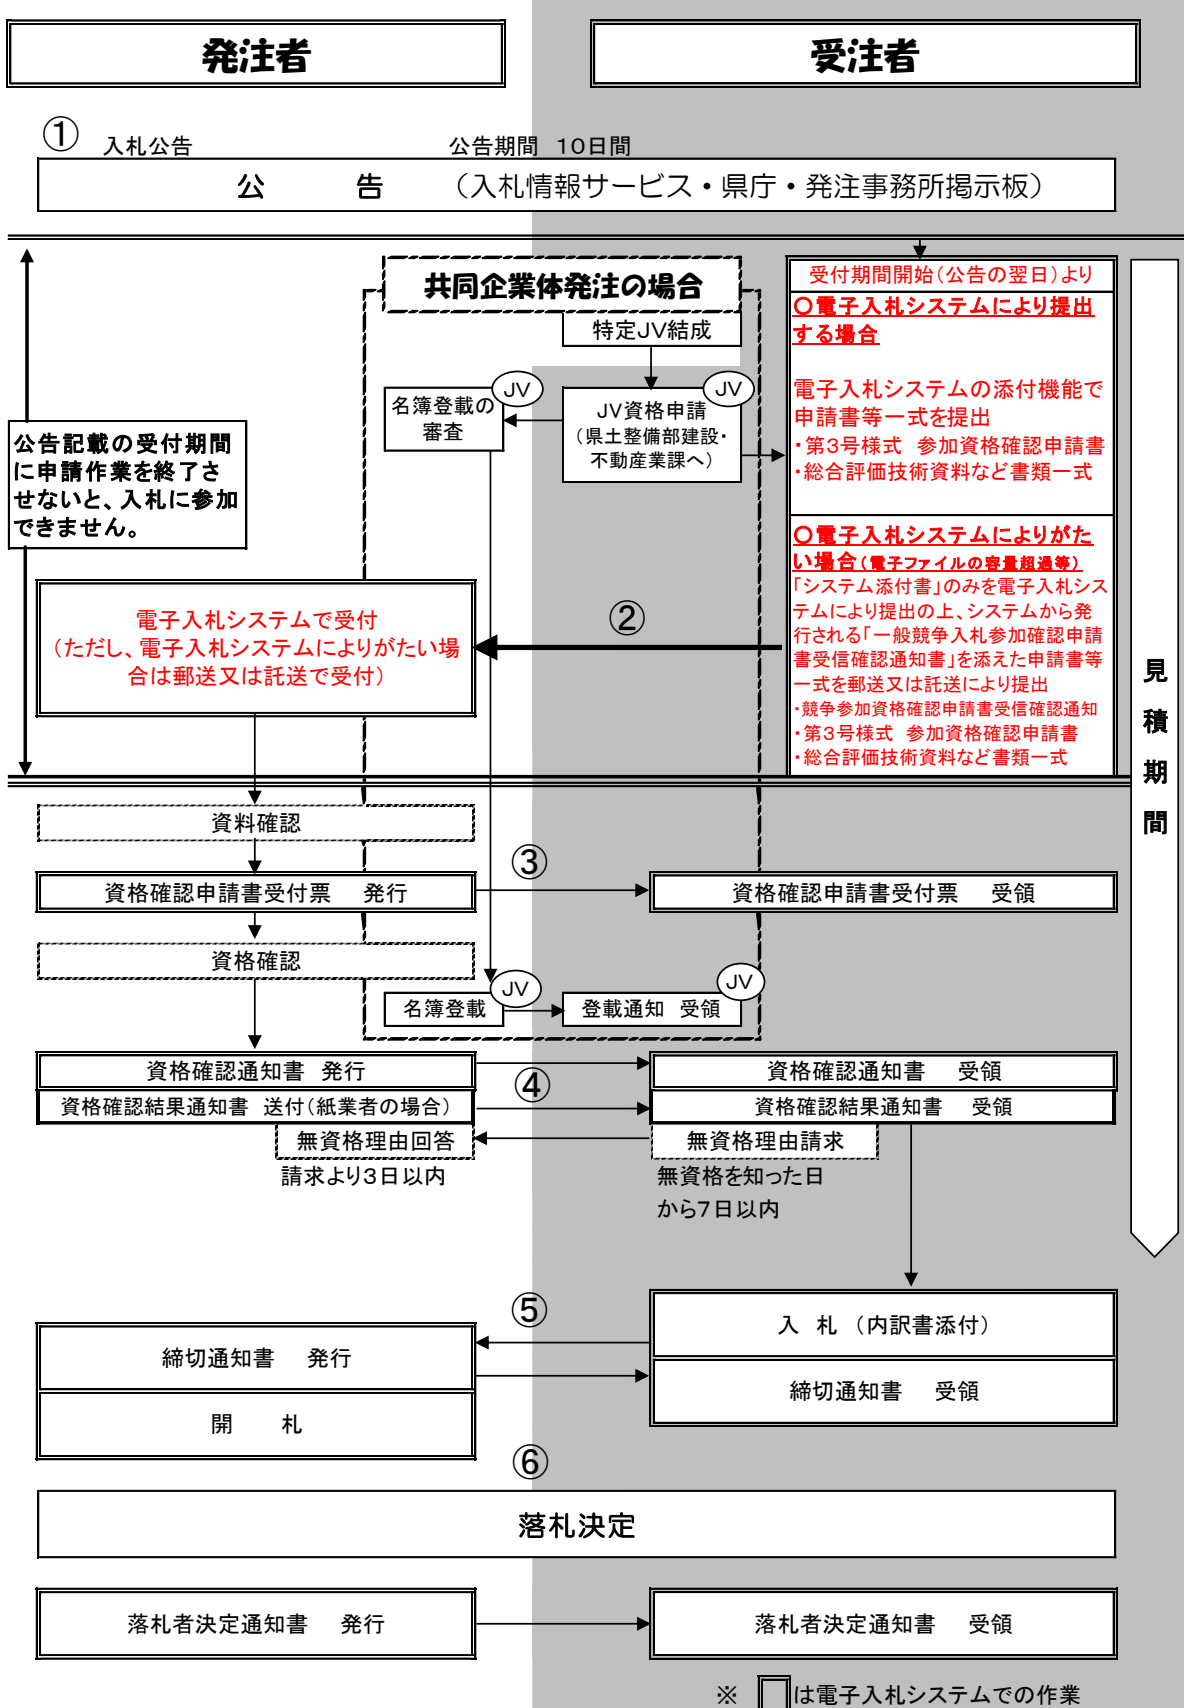 発注者
受注者
① 入札公告 公告期間 10日間
公 告 (入札情報サービス・県庁・発注事務所掲示板)
共同企業体発注の場合
特定JV結成
JV
名簿登載の
審査
JV
JV資格申請
(県土整備部建設・
不動産業課へ)
公告記載の受付期間
に申請作業を終了さ
せないと、入札に参加
できません。
受付期間開始(公告の翌日)より
〇電子入札システムにより提出
する場合
電子入札システムの添付機能で
申請書等一式を提出
・第3号様式 参加資格確認申請書
・総合評価技術資料など書類一式
〇電子入札システムによりがた
い場合(電子ファイルの容量超過等)
「システム添付書」のみを電子入札シス
テムにより提出の上、システムから発
行される「一般競争入札参加確認申請
書受信確認通知書」を添えた申請書等
一式を郵送又は託送により提出
・競争参加資格確認申請書受信確認通知
・第3号様式 参加資格確認申請書
・総合評価技術資料など書類一式
見
積
期
間
②
電子入札システムで受付
(ただし、電子入札システムによりがたい場
合は郵送又は託送で受付)
資料確認
③
資格確認申請書受付票 発行
資格確認申請書受付票 受領
資格確認
JV
名簿登載
JV
登載通知 受領
資格確認通知書 発行
④
資格確認通知書 受領
資格確認結果通知書 送付(紙業者の場合)
資格確認結果通知書 受領
無資格理由回答
無資格理由請求
請求より3日以内
無資格を知った日
から7日以内
⑤
入 札 (内訳書添付)
締切通知書 発行
締切通知書 受領
開 札
⑥
落札決定
落札者決定通知書 発行
落札者決定通知書 受領
※ は電子入札システムでの作業